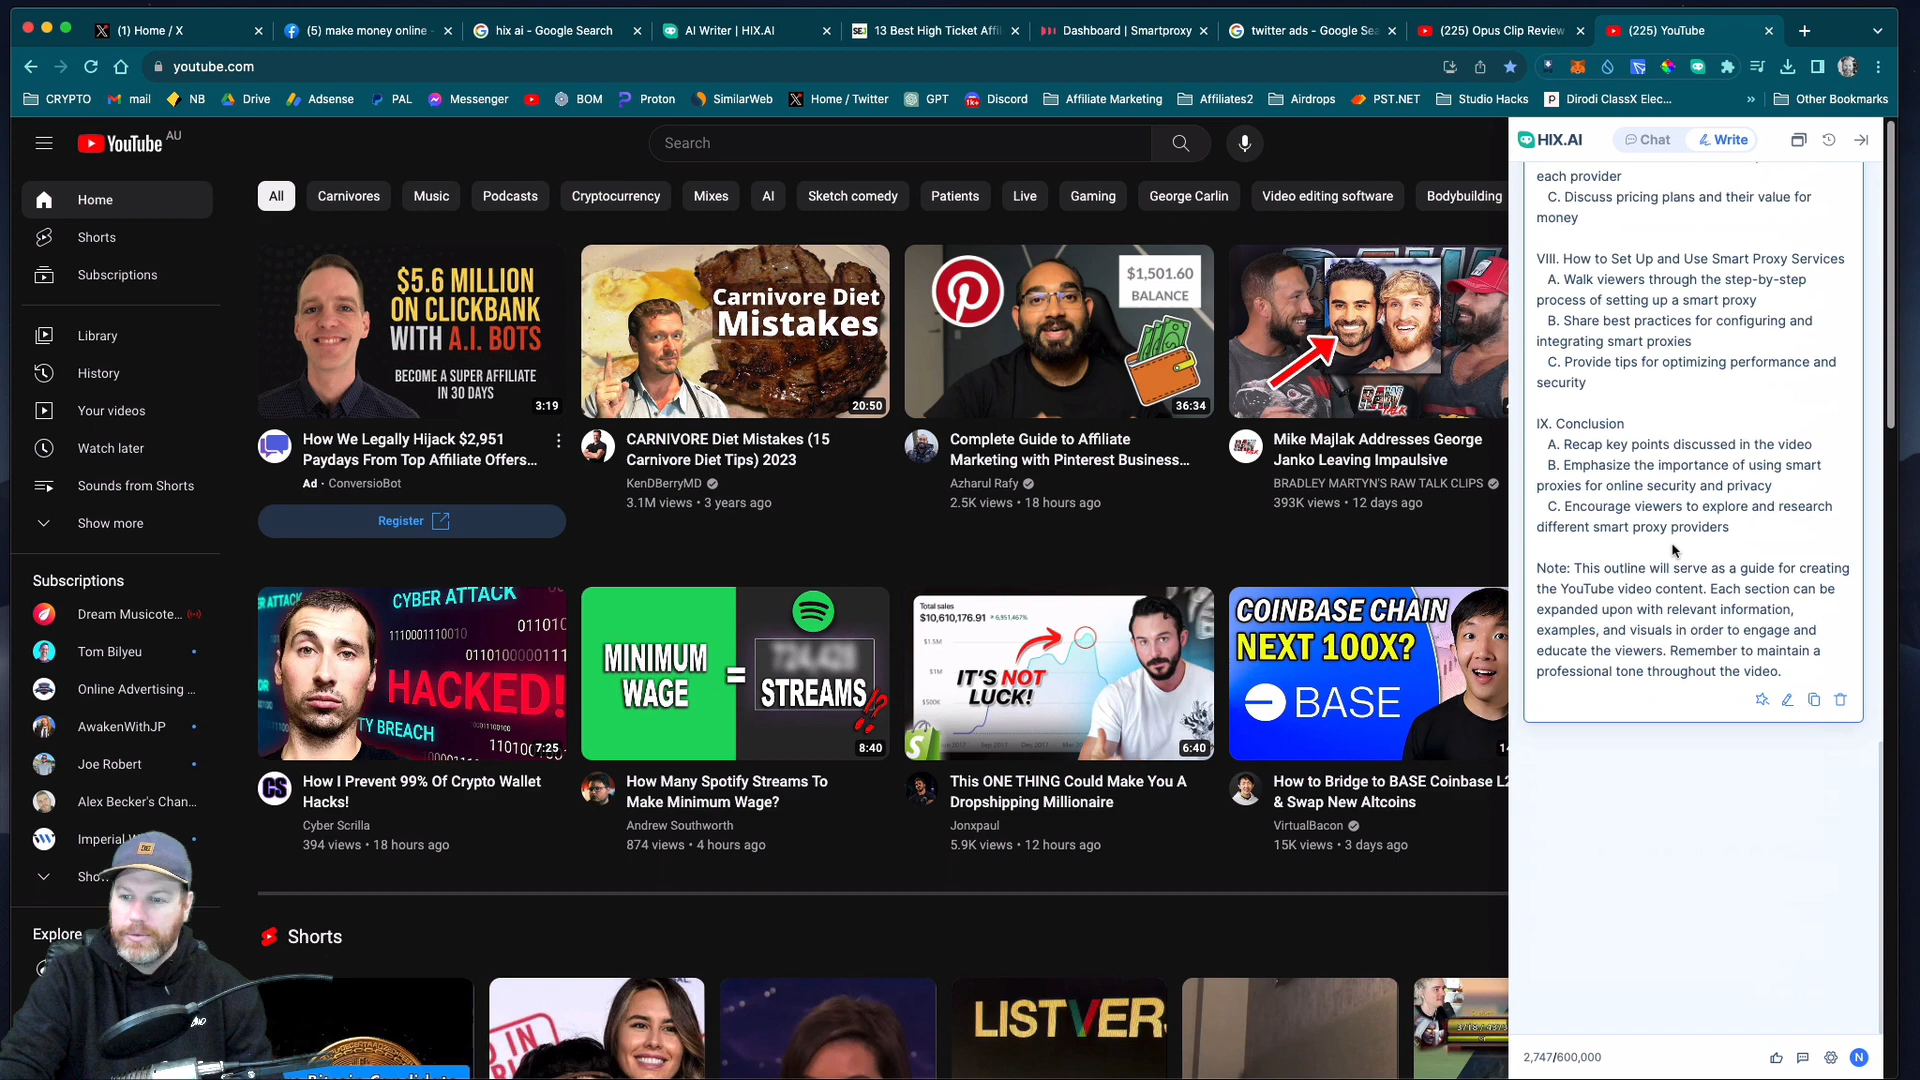 (1) Home / X
(5) make money online -
hix ai - Google Search
AI Writer | HIX.AI
SEJ
13 Best High Ticket Affil
Dashboard | Smartproxy
twitter ads - Google Sea
(225) Opus Clip Review
(225) YouTube
youtube.com
CRYPTO
mail
NB
Drive
Adsense
PAL
Messenger
BOM
Proton
SimilarWeb
Home / Twitter
GPT
1k+
Discord
Affiliate Marketing
Affiliates2
Airdrops
PST.NET
Studio Hacks
Dirodi ClassX Elec...
»
Other Bookmarks
YouTube
AU
Search
Home
Shorts
Subscriptions
Library
History
Your videos
Watch later
Sounds from Shorts
Show more
Subscriptions
Dream Musicote...
Tom Bilyeu
Online Advertising ...
AwakenWithJP
Joe Robert
Alex Becker's Chan...
Imperial
Explore
All
Carnivores
Music
Podcasts
Cryptocurrency
Mixes
AI
Sketch comedy
Patients
Live
Gaming
George Carlin
Video editing software
Bodybuilding
$5.6 MILLION
ON CLICKBANK
WITH A.I. BOTS
BECOME A SUPER AFFILIATE
IN 30 DAYS
3:19
How We Legally Hijack $2,951
Paydays From Top Affiliate Offers...
Ad · ConversioBot
Register
Carnivore Diet
Mistakes
20:50
CARNIVORE Diet Mistakes (15
Carnivore Diet Tips) 2023
KenDBerryMD
3.1M views • 3 years ago
$1,501.60
BALANCE
36:34
Complete Guide to Affiliate
Marketing with Pinterest Business...
Azharul Rafy
2.5K views • 18 hours ago
RAW
TALK
Mike Majlak Addresses George
Janko Leaving Impaulsive
BRADLEY MARTYN'S RAW TALK CLIPS
393K views • 12 days ago
CYBER ATTACK
HACKED!
TY BREACH
7:25
How I Prevent 99% Of Crypto Wallet
Hacks!
Cyber Scrilla
394 views • 18 hours ago
MINIMUM
WAGE
=
STREAMS
8:40
How Many Spotify Streams To
Make Minimum Wage?
Andrew Southworth
874 views • 4 hours ago
Total sales
$10,610,176.91
IT'S NOT
LUCK!
6:40
This ONE THING Could Make You A
Dropshipping Millionaire
Jonxpaul
5.9K views • 12 hours ago
COINBASE CHAIN
NEXT 100X?
BASE
How to Bridge to BASE Coinbase L2
& Swap New Altcoins
VirtualBacon
15K views • 3 days ago
Shorts
LISTVER
HIX.AI
Chat
Write
each provider
C. Discuss pricing plans and their value for
money
VIII. How to Set Up and Use Smart Proxy Services
A. Walk viewers through the step-by-step
process of setting up a smart proxy
B. Share best practices for configuring and
integrating smart proxies
C. Provide tips for optimizing performance and
security
IX. Conclusion
A. Recap key points discussed in the video
B. Emphasize the importance of using smart
proxies for online security and privacy
C. Encourage viewers to explore and research
different smart proxy providers
Note: This outline will serve as a guide for creating
the YouTube video content. Each section can be
expanded upon with relevant information,
examples, and visuals in order to engage and
educate the viewers. Remember to maintain a
professional tone throughout the video.
2,747/600,000
N